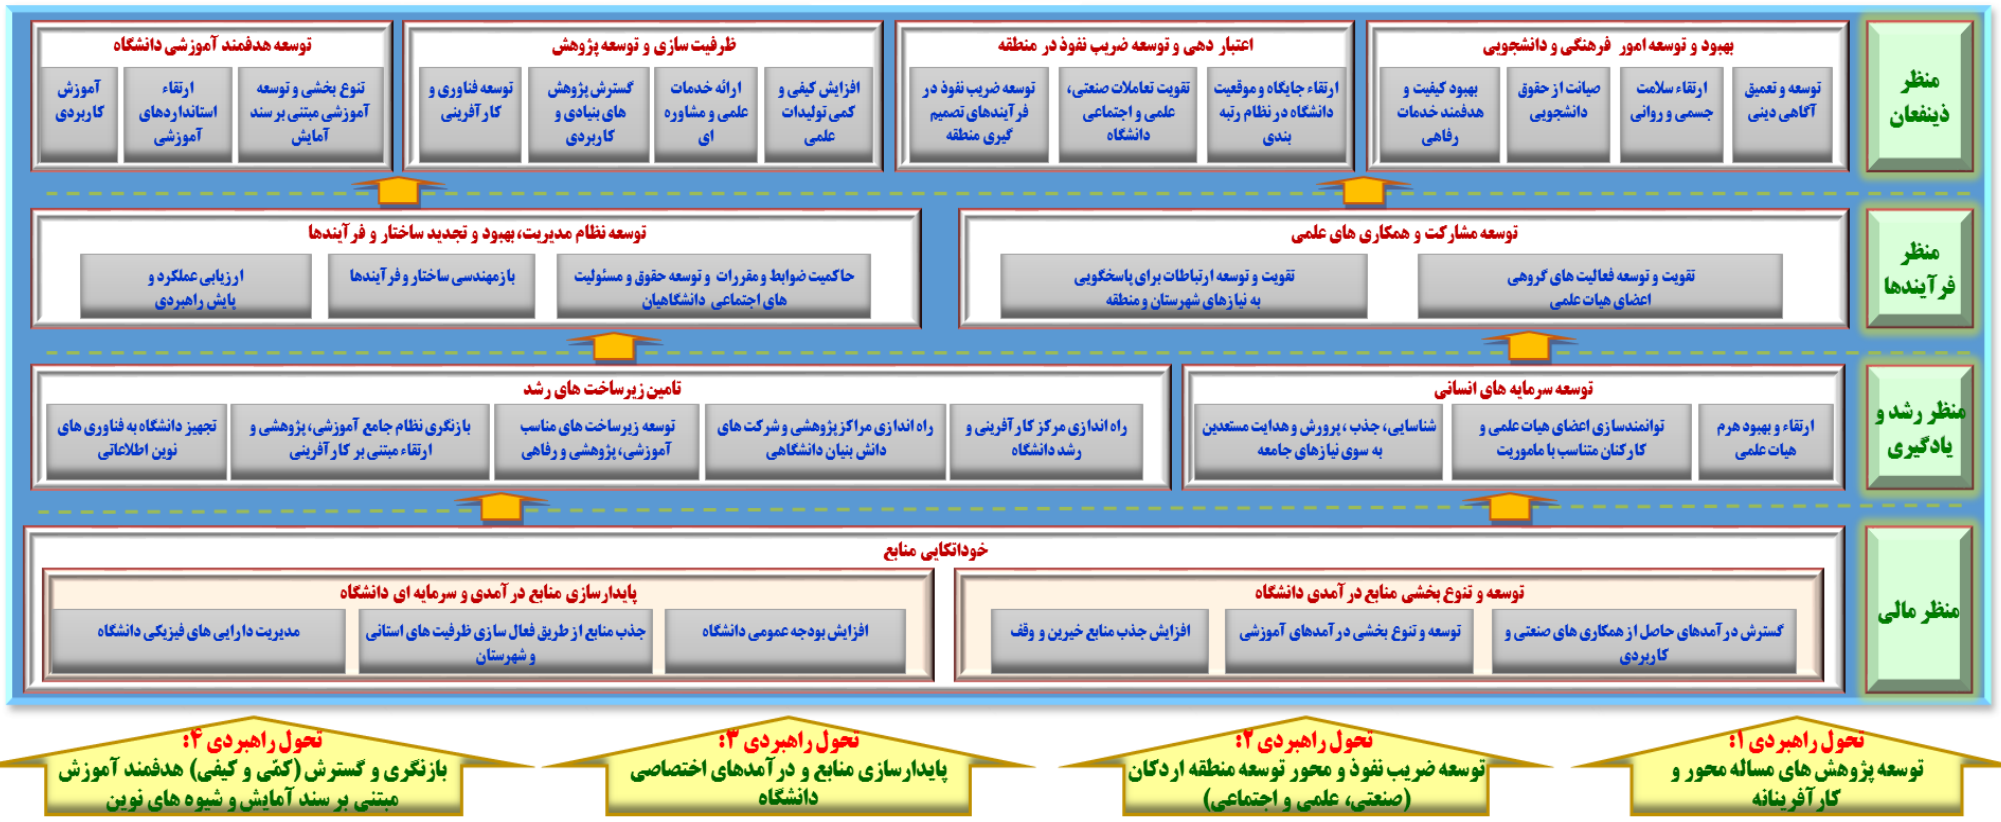 منظر
ذینفعان
بهبود و توسعه امور فرهنگی و دانشجویی
توسعه و تعمیق
آگاهی دینی
ارتقاء سلامت
جسمی و روانی
صیانت از حقوق
دانشجویی
بهبود کیفیت و
هدفمند خدمات
رفاهی
اعتبار دهی و توسعه ضریب نفوذ در منطقه
ارتقاء جایگاه و موقعیت
دانشگاه در نظام رتبه
بندی
تقویت تعاملات صنعتی،
علمی و اجتماعی
دانشگاه
توسعه ضریب نفوذ در
فرآیندهای تصمیم
گیری منطقه
ظرفیت سازی و توسعه پژوهش
افزایش کیفی و
کمی تولیدات
علمی
ارائه خدمات
علمی و مشاوره
ای
گسترش پژوهش
های بنیادی و
کاربردی
توسعه فناوری و
کارآفرینی
توسعه هدفمند آموزشی دانشگاه
تنوع بخشی و توسعه
آموزشی مبتنی بر سند
آمایش
ارتقاء
استانداردهای
آموزشی
آموزش
کاربردی
منظر
فرآیندها
توسعه مشارکت و همکاری های علمی
تقویت و توسعه فعالیت های گروهی
اعضای هیات علمی
تقویت و توسعه ارتباطات برای پاسخگویی
به نیازهای شهرستان و منطقه
توسعه نظام مدیریت، بهبود و تجدید ساختار و فرآیندها
حاکمیت ضوابط و مقررات و توسعه حقوق و مسئولیت
های اجتماعی دانشگاهیان
بازمهندسی ساختار و فرآیندها
ارزیابی عملکرد و
پایش راهبردی
منظر رشد و
یادگیری
توسعه سرمایه های انسانی
ارتقاء و بهبود هرم
هیات علمی
توانمندسازی اعضای هیات علمی و
کارکنان متناسب با ماموریت
شناسایی، جذب ، پرورش و هدایت مستعدین
به سوی نیازهای جامعه
تامین زیرساخت های رشد
راه اندازی مرکز کارآفرینی و
رشد دانشگاه
راه اندازی مراکز پژوهشی و شرکت های
دانش بنیان دانشگاهی
توسعه زیرساخت های مناسب
آموزشی، پژوهشی و رفاهی
بازنگری نظام جامع آموزشی، پژوهشی و
ارتقاء مبتنی بر کارآفرینی
تجهیز دانشگاه به فناوری های
نوین اطلاعاتی
منظر مالی
خوداتکایی منابع
توسعه و تنوع بخشی منابع درآمدی دانشگاه
گسترش درآمدهای حاصل از همکاری های صنعتی و
کاربردی
توسعه و تنوع بخشی درآمدهای آموزشی
افزایش جذب منابع خیرین و وقف
پایدارسازی منابع درآمدی و سرمایه ای دانشگاه
افزایش بودجه عمومی دانشگاه
جذب منابع از طریق فعال سازی ظرفیت های استانی
و شهرستان
مدیریت دارایی های فیزیکی دانشگاه
تحول راهبردی ۱:
توسعه پژوهش های مساله محور و
کارآفرینانه
تحول راهبردی ۲:
توسعه ضریب نفوذ و محور توسعه منطقه اردکان
(صنعتی، علمی و اجتماعی)
تحول راهبردی ۳:
پایدارسازی منابع و درآمدهای اختصاصی
دانشگاه
تحول راهبردی ۴:
بازنگری و گسترش (کمّی و کیفی) هدفمند آموزش
مبتنی بر سند آمایش و شیوه های نوین